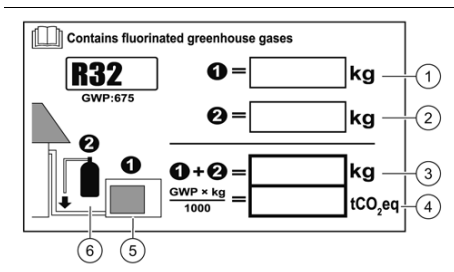 Contains fluorinated greenhouse gases
R32
GWP:675
❶ = kg
1
❷ = kg
2
❷
❶
❶+❷ = kg
3
GWP × kg
1000
= tCO₂eq
4
6
5